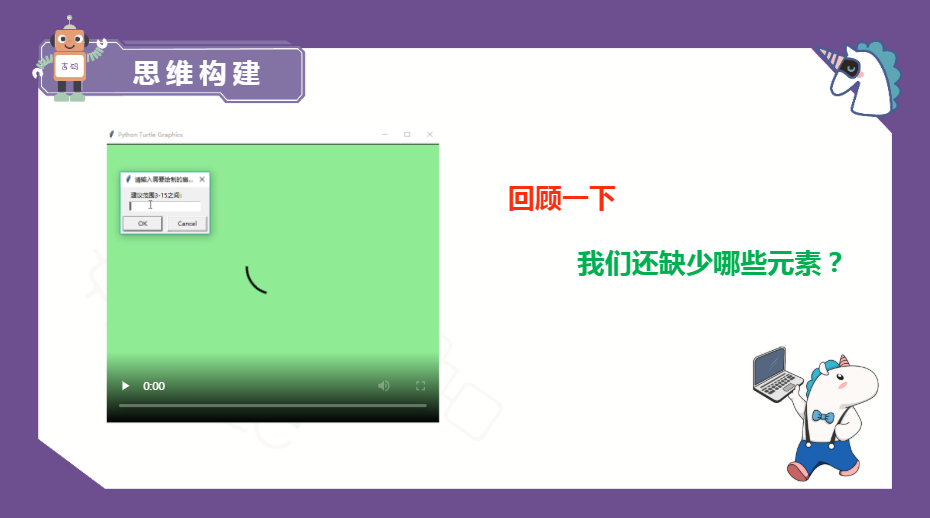 思维构建
Python Turtle Graphics
请输入需要绘制的扇...
建议范围3-15之间:
OK
Cancel
回顾一下
我们还缺少哪些元素？
0:00